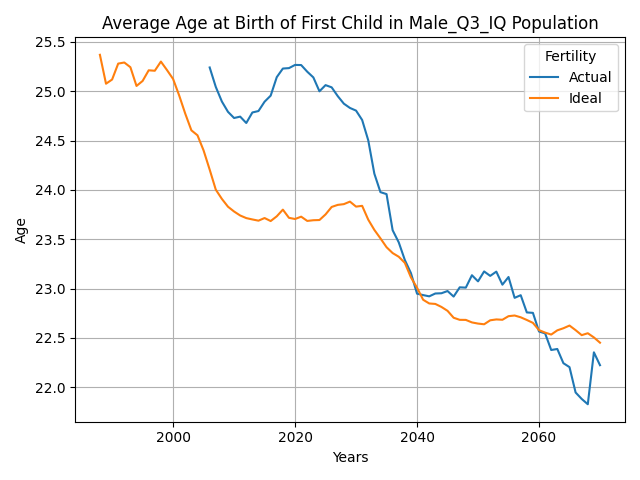 Average Age at Birth of First Child in Male_Q3_IQ Population
Fertility
Actual
Ideal
25.5
25.0
24.5
24.0
23.5
23.0
22.5
22.0
Age
2000
2020
2040
2060
Years